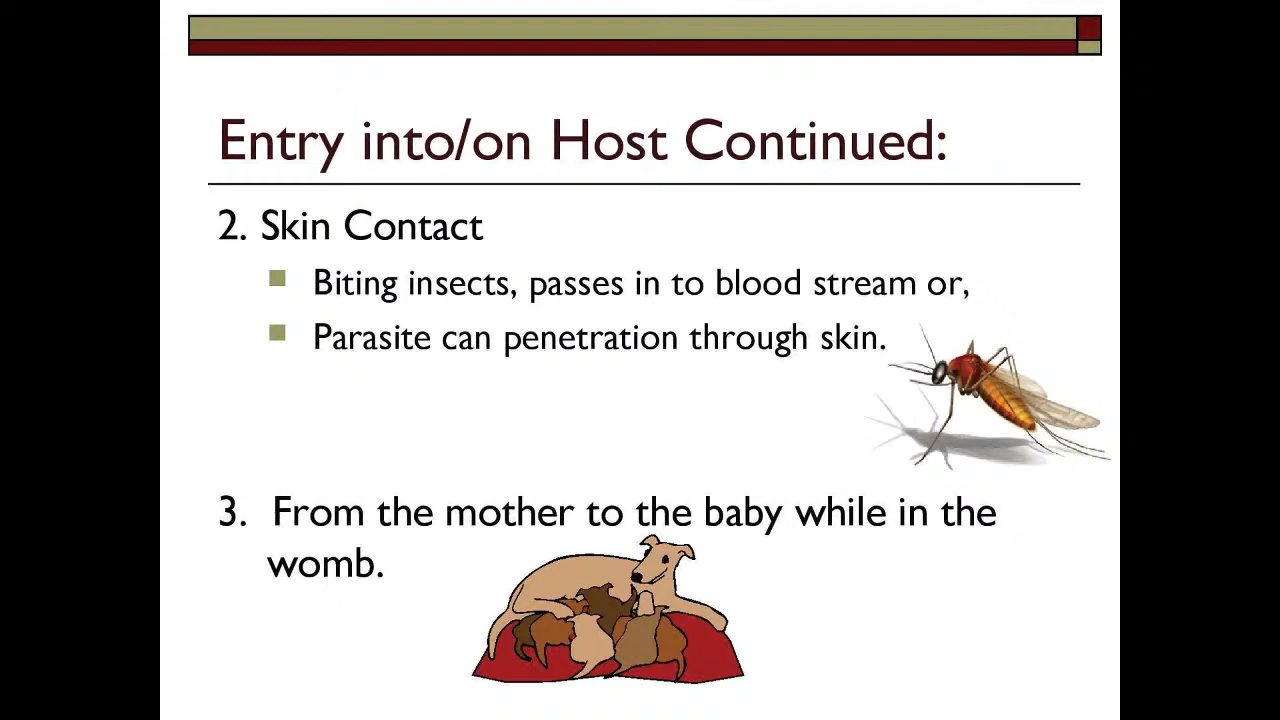 Entry into/on Host Continued:
2. Skin Contact
Biting insects, passes in to blood stream or,
Parasite can penetration through skin.
3. From the mother to the baby while in the
womb.